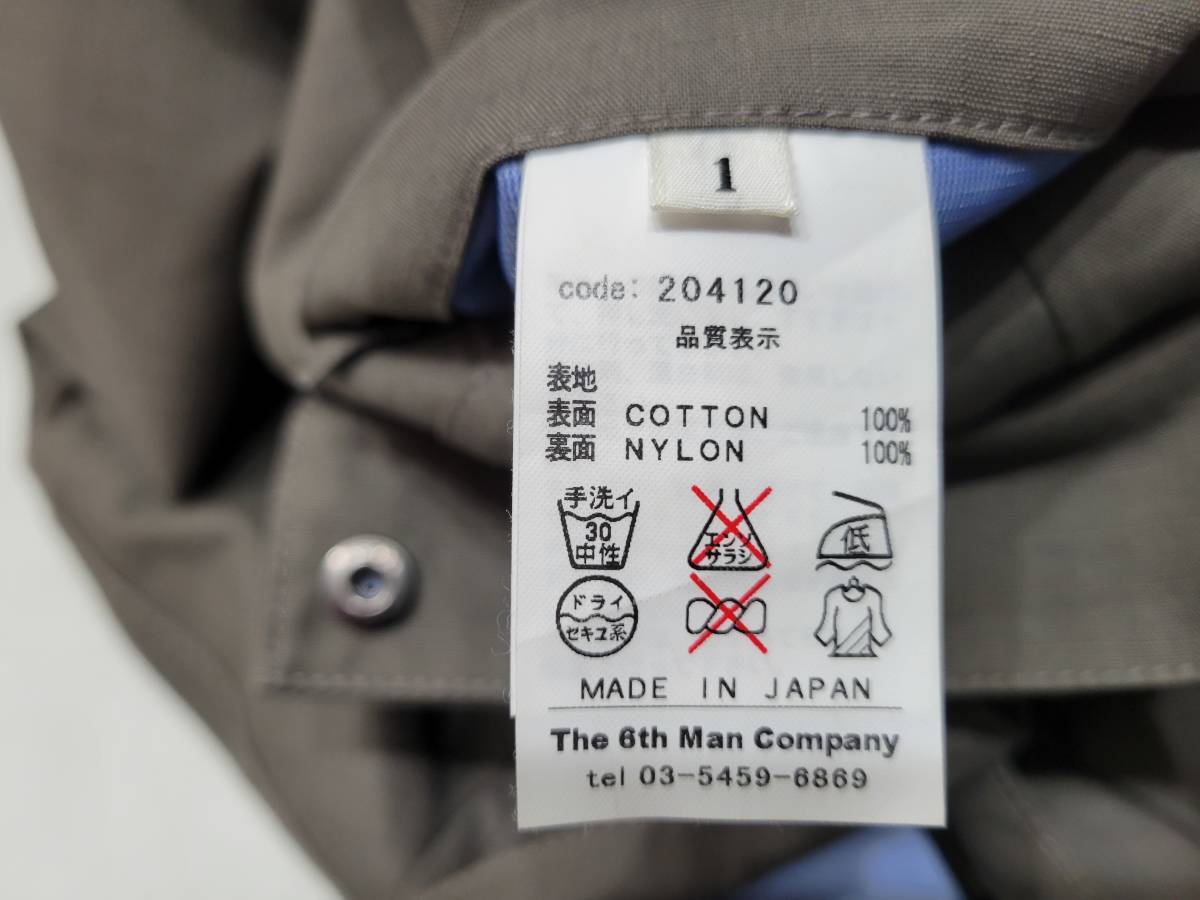 1
code: 204120
品質表示
表地
表面 COTTON 100%
裏面 NYLON 100%
手洗イ
30
中性
エンソ
サラシ
低
ドライ
セキユ系
MADE IN JAPAN
The 6th Man Company
tel 03-5459-6869